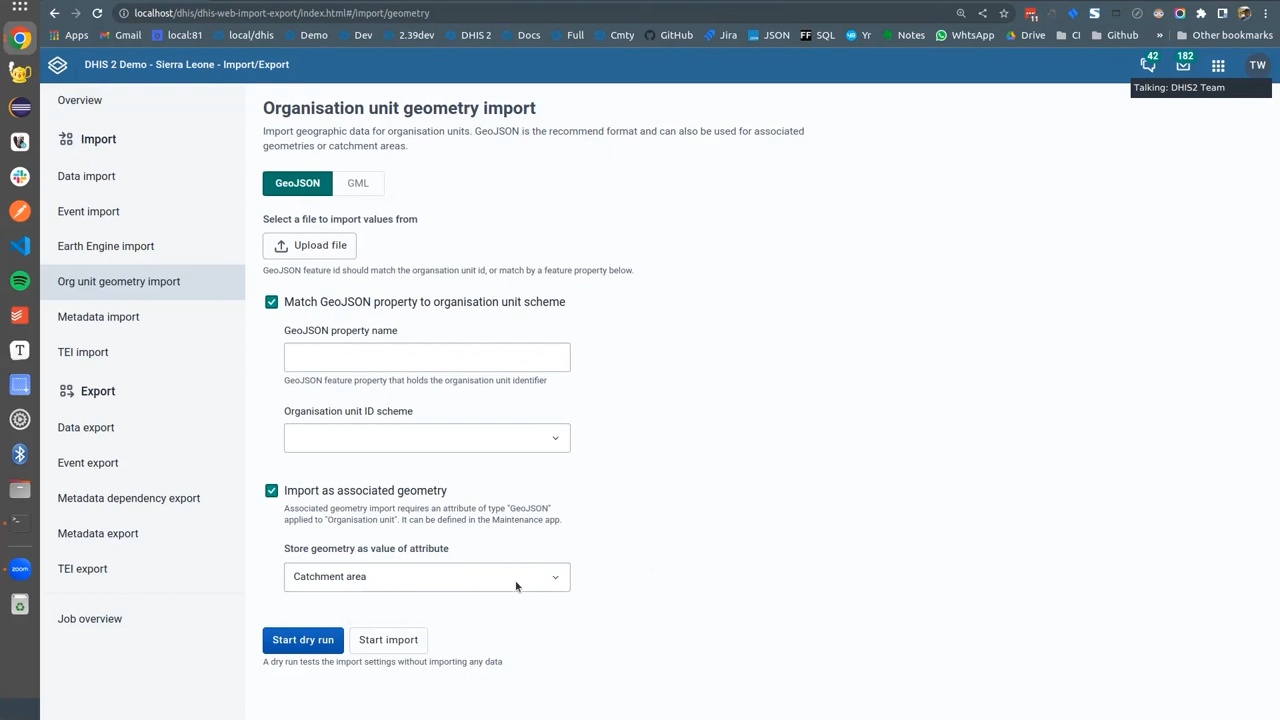 localhost/dhis/dhis-web-import-export/index.html#/import/geometry
11
Apps Gmail local:81 local/dhis Demo Dev 2.39dev DHIS 2 Docs Full Cmty GitHub Jira JSON FF SQL Yr Notes WhtsApp Drive CI Github » Other bookmarks
DHIS 2 Demo - Sierra Leone - Import/Export
42 182 TW
Talking: DHIS2 Team
Overview
Import
Data import
Event import
Earth Engine import
Org unit geometry import
Metadata import
TEI import
Export
Data export
Event export
Metadata dependency export
Metadata export
TEI export
Job overview
Organisation unit geometry import
Import geographic data for organisation units. GeoJSON is the recommend format and can also be used for associated
geometries or catchment areas.
GeoJSON GML
Select a file to import values from
Upload file
GeoJSON feature id should match the organsation unit id, or match by a feature property below.
Match GeoJSON property to organisation unit scheme
GeoJSON property name
GeoJSON feature property that holds the organisation unit identifier
Organisation unit ID scheme
Import as associated geometry
Associated geometry import requires an attribute of type "GeoJSON"
applied to "Organisation unit". It can be defined in the Maintenance app.
Store geometry as value of attribute
Catchment area
Start dry run Start import
A dry run tests the import settings without importing any data
T
zoom